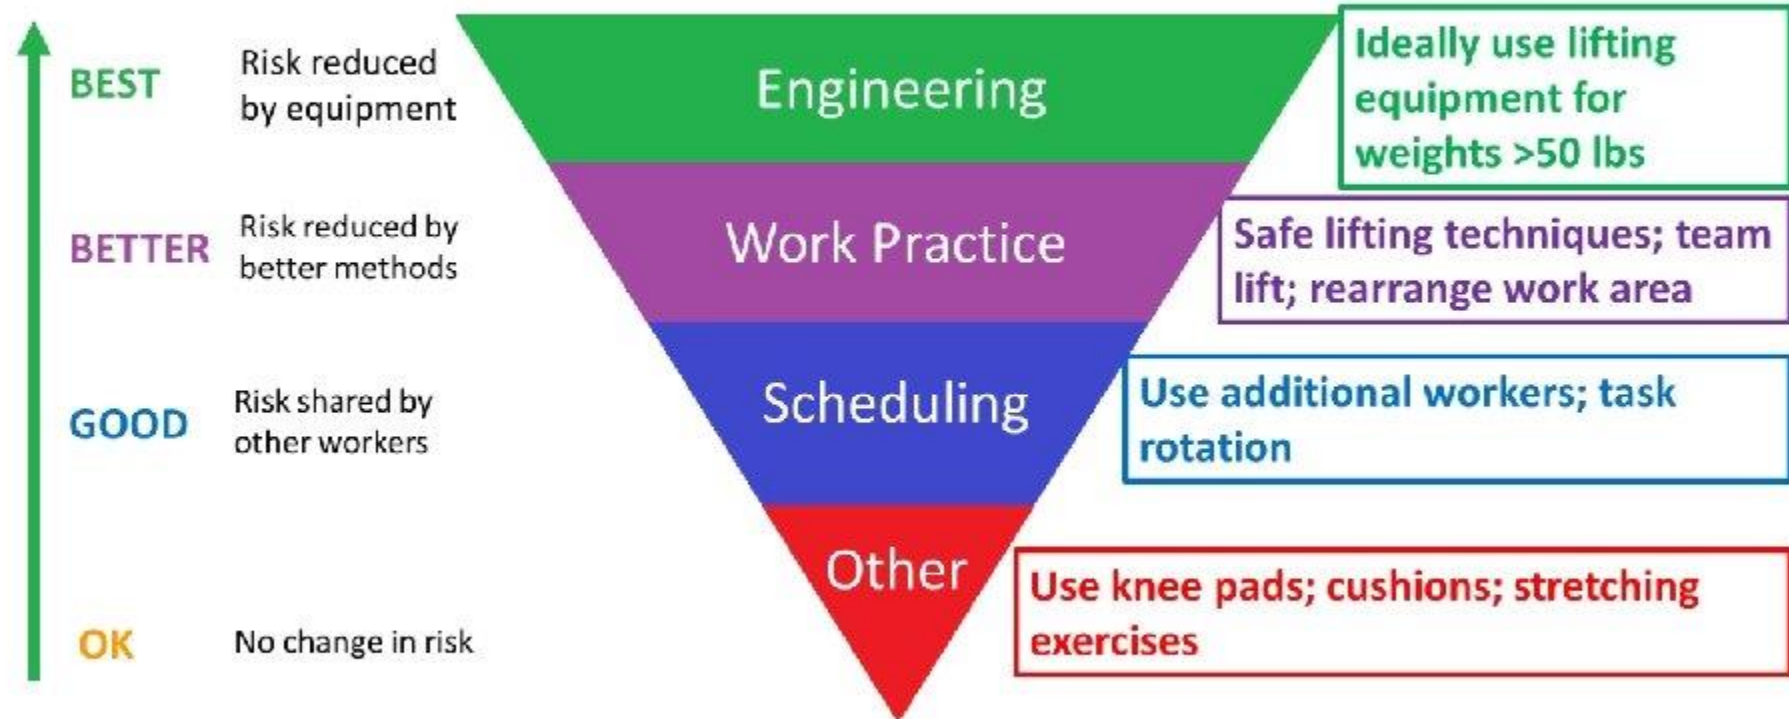 BEST
Risk reduced
by equipment
Engineering
Ideally use lifting
equipment for
weights >50 lbs
BETTER
Risk reduced by
better methods
Work Practice
Safe lifting techniques; team
lift; rearrange work area
GOOD
Risk shared by
other workers
Scheduling
Use additional workers; task
rotation
OK
No change in risk
Other
Use knee pads; cushions; stretching
exercises